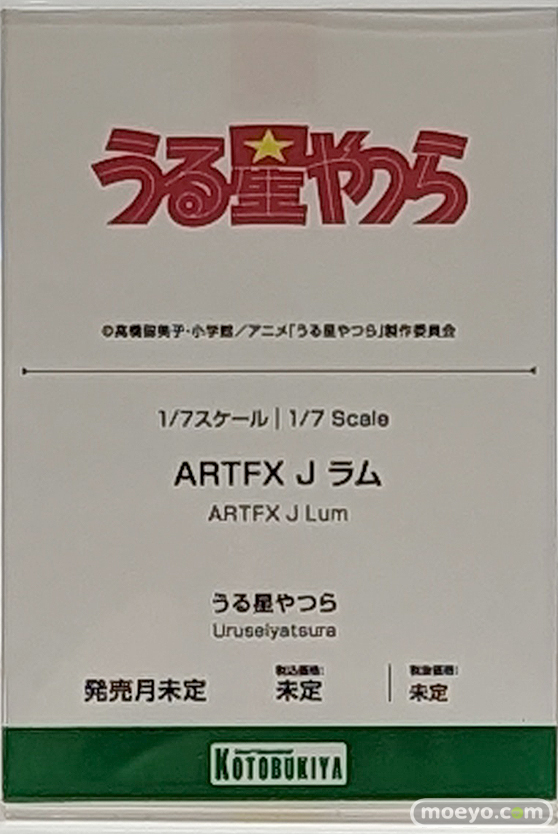 うる星やつら
©高橋留美子・小学館／アニメ「うる星やつら」製作委員会
1/7スケール | 1/7 Scale
ARTFX J ラム
ARTFX J Lum
うる星やつら
Uruseiyatsura
発売月未定
税込価格:
未定
税抜価格:
未定
KOTOBUKIYA
moeyo.com